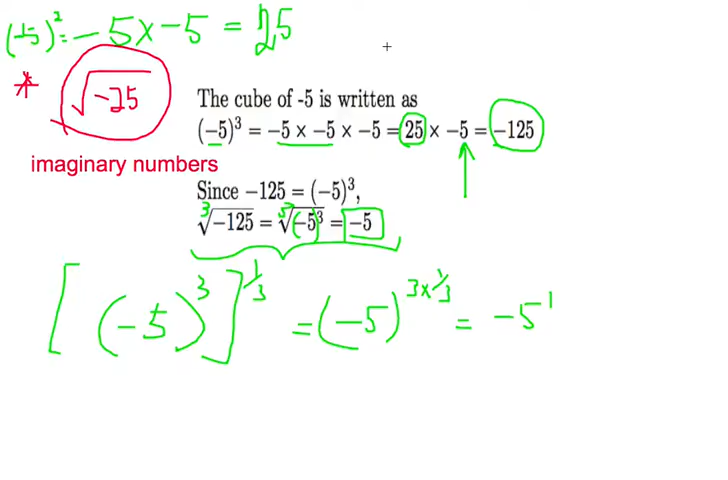 (-5)² = -5 x -5 = 25
* √-25
imaginary numbers
The cube of -5 is written as
(−5)³ = −5 × −5 × −5 = 25 × −5 = −125
Since −125 = (−5)³,
³√−125 = ³√(−5)³ = −5
[(-5)³]^1/3 = (-5)^3x1/3 = -5¹